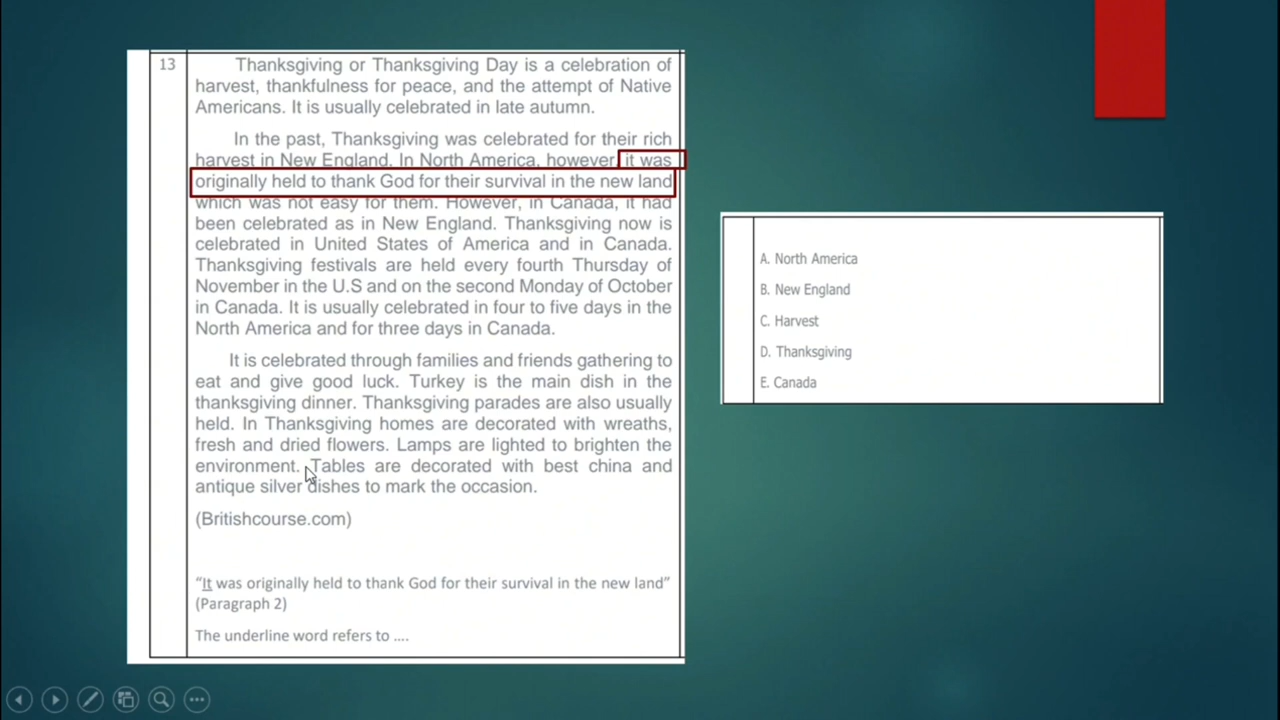 13
Thanksgiving or Thanksgiving Day is a celebration of
harvest, thankfulness for peace, and the attempt of Native
Americans. It is usually celebrated in late autumn.
In the past, Thanksgiving was celebrated for their rich
harvest in New England. In North America, however, it was
originally held to thank God for their survival in the new land
which was not easy for them. However, in Canada, it had
been celebrated as in New England. Thanksgiving now is
celebrated in United States of America and in Canada.
Thanksgiving festivals are held every fourth Thursday of
November in the U.S and on the second Monday of October
in Canada. It is usually celebrated in four to five days in the
North America and for three days in Canada.
It is celebrated through families and friends gathering to
eat and give good luck. Turkey is the main dish in the
thanksgiving dinner. Thanksgiving parades are also usually
held. In Thanksgiving homes are decorated with wreaths,
fresh and dried flowers. Lamps are lighted to brighten the
environment. Tables are decorated with best china and
antique silver dishes to mark the occasion.
(Britishcourse.com)
“It was originally held to thank God for their survival in the new land”
(Paragraph 2)
The underline word refers to ....
A. North America
B. New England
C. Harvest
D. Thanksgiving
E. Canada